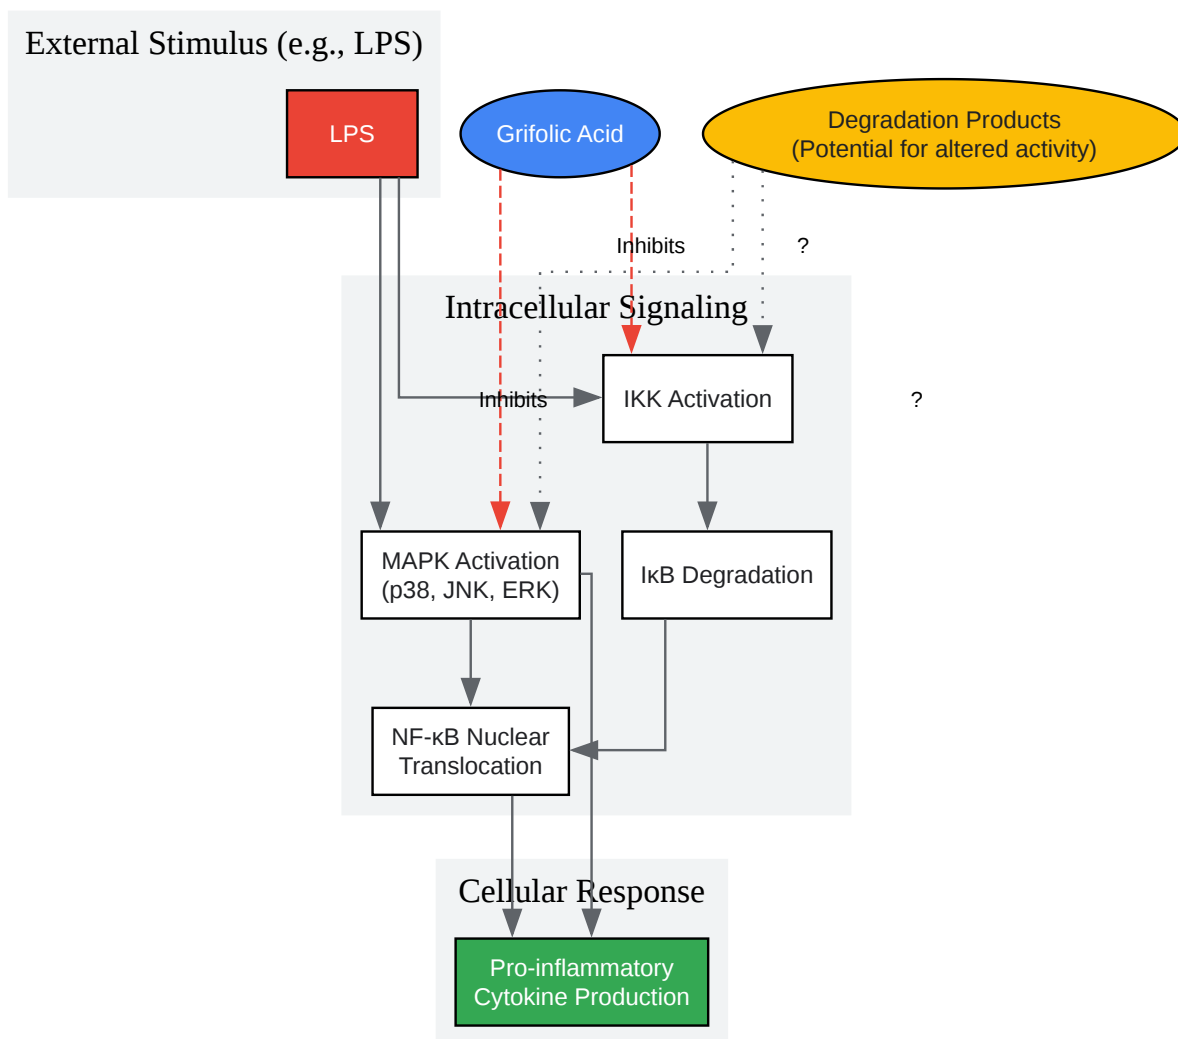 External Stimulus (e.g., LPS)
LPS
Grifolic Acid
Degradation Products
(Potential for altered activity)
Inhibits
?
Intracellular Signaling
IKK Activation
Inhibits
?
MAPK Activation
(p38, JNK, ERK)
IκB Degradation
NF-κB Nuclear
Translocation
Cellular Response
Pro-inflammatory
Cytokine Production